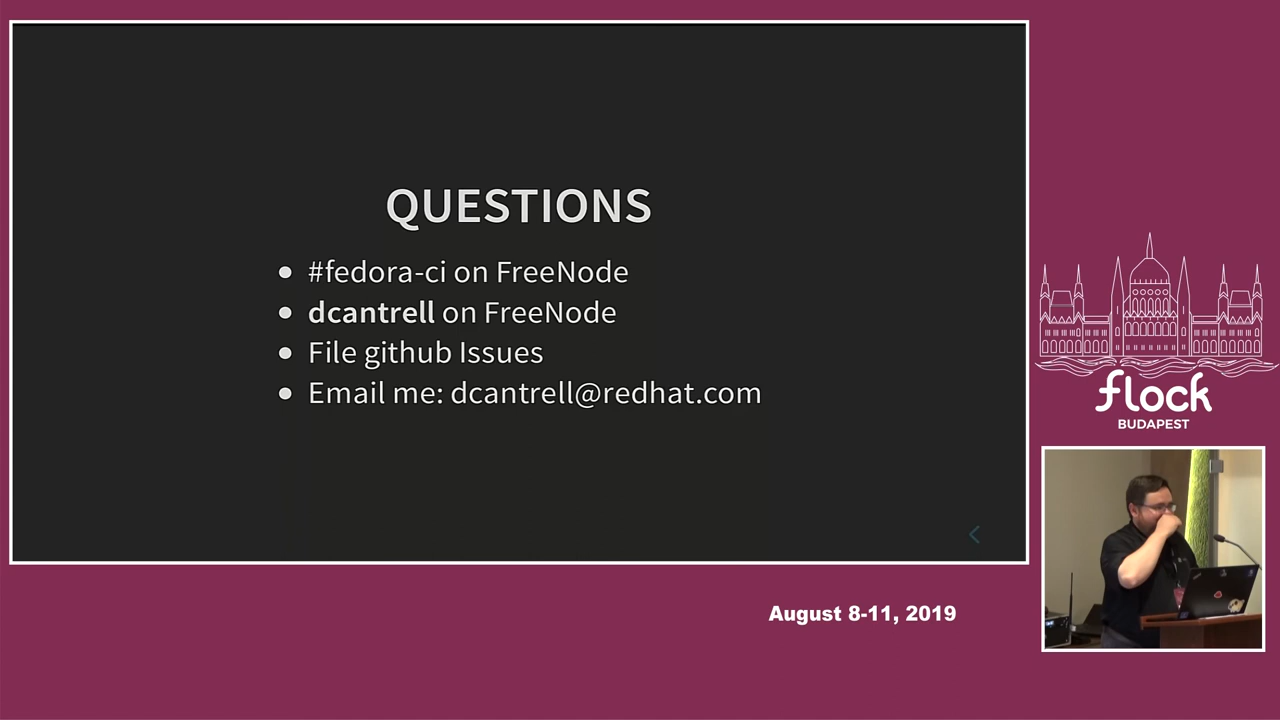 QUESTIONS
#fedora-ci on FreeNode
dcantrell on FreeNode
File github Issues
Email me: dcantrell@redhat.com
flock
BUDAPEST
August 8-11, 2019